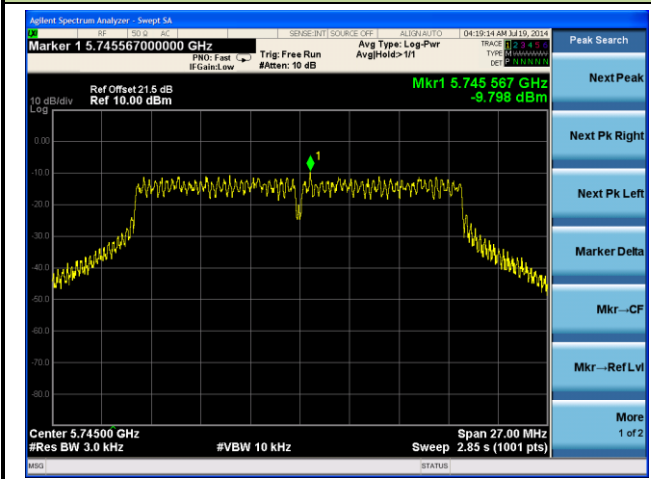 Agilent Spectrum Analyzer - Swept SA
RF 50 Ω AC SENSE:INT SOURCE OFF ALIGNAUTO 04:19:14 AM Jul 19, 2014
Marker 1 5.745567000000 GHz
PNO: Fast
IFGain:Low
Trig: Free Run
#Atten: 10 dB
Avg Type: Log-Pwr
Avg|Hold:>1/1
TRACE 1 2 3 4 5 6
TYPE M
DET P N N N N N
Peak Search
Mkr1 5.745 567 GHz
-9.798 dBm
Ref Offset 21.5 dB
Ref 10.00 dBm
10 dB/div
Log
0.00
-10.0
-20.0
-30.0
-40.0
-50.0
-60.0
-70.0
-80.0
1
Center 5.74500 GHz
#Res BW 3.0 kHz
#VBW 10 kHz
Span 27.00 MHz
Sweep 2.85 s (1001 pts)
MSG
STATUS
Next Peak
Next Pk Right
Next Pk Left
Marker Delta
Mkr→CF
Mkr→Ref Lvl
More
1 of 2